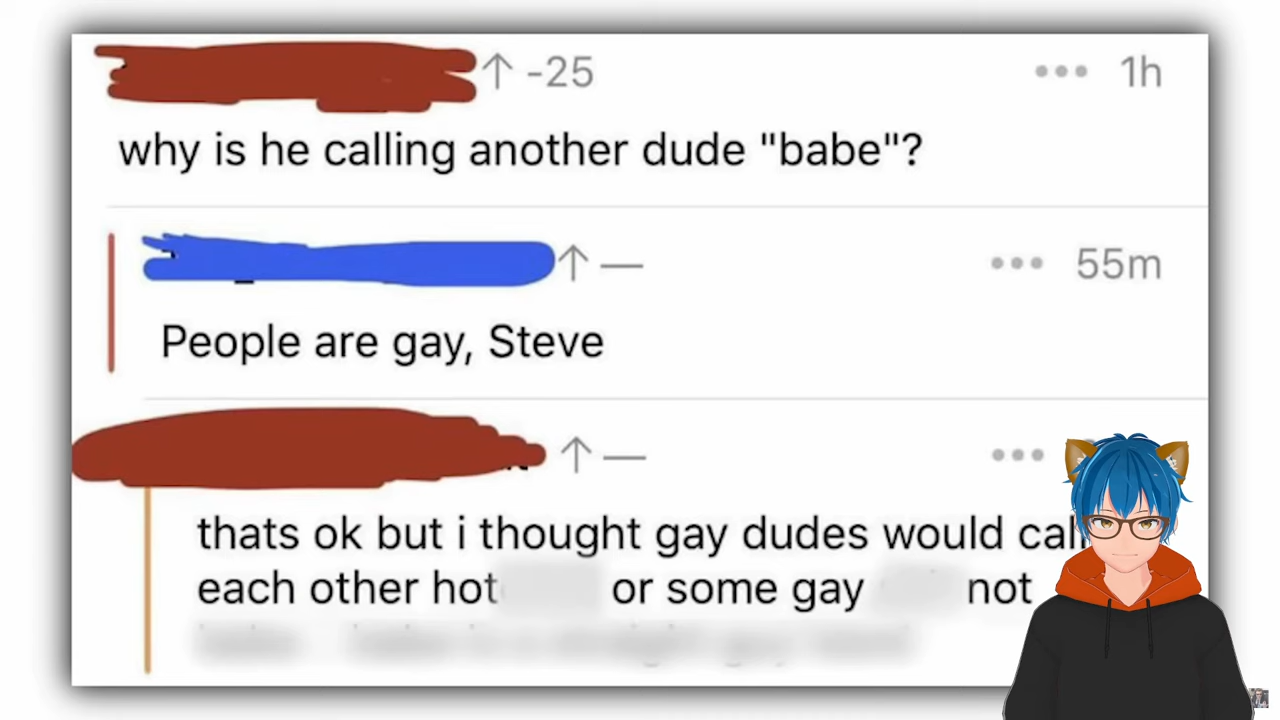 ↑ -25 ••• 1h
why is he calling another dude "babe"?
↑ — ••• 55m
People are gay, Steve
↑ — •••
thats ok but i thought gay dudes would call
each other hot or some gay not